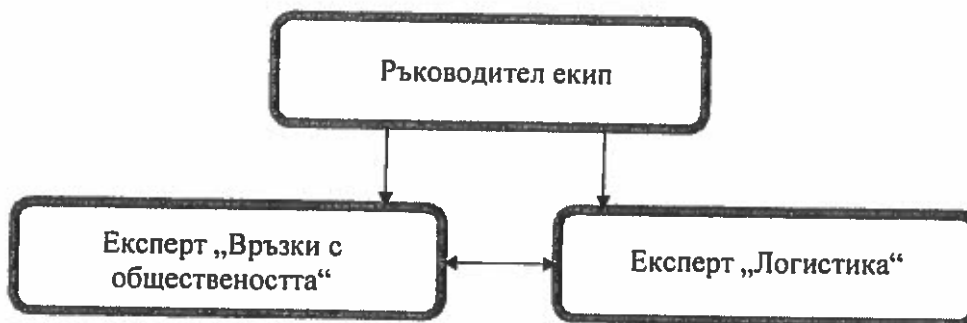 Ръководител екип
Експерт „Връзки с
обществеността“
Експерт „Логистика“